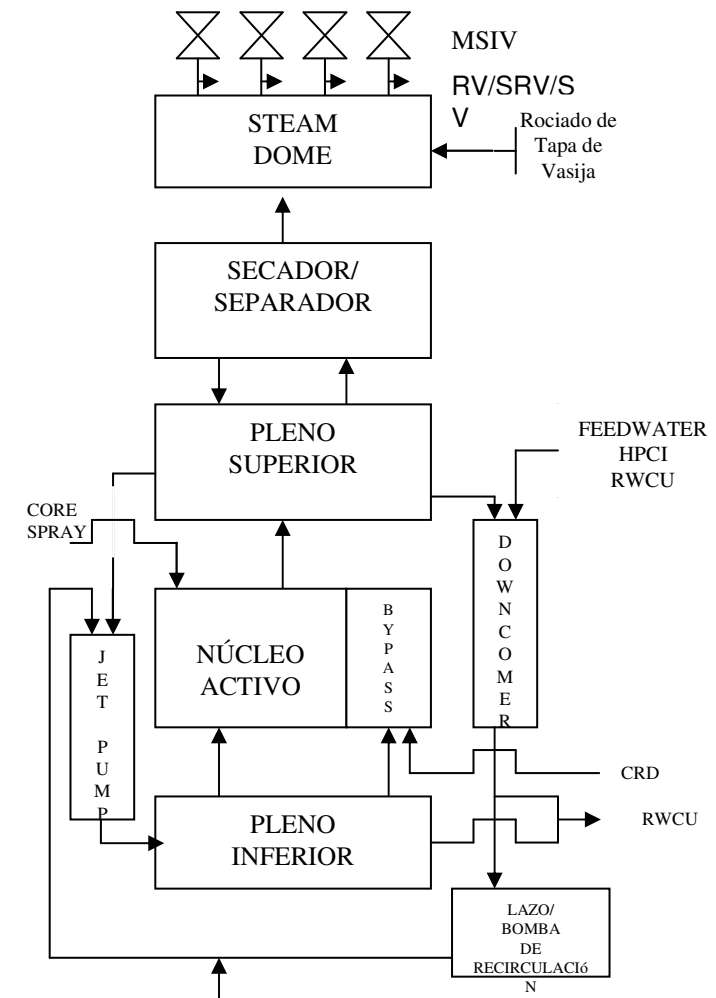 MSIV
RV/SRV/S
V
STEAM
DOME
Rociado de
Tapa de
Vasija
SECADOR/
SEPARADOR
PLENO
SUPERIOR
FEEDWATER
HPCI
RWCU
CORE
SPRAY
D
O
W
N
C
O
M
E
R
NÚCLEO
ACTIVO
B
Y
P
A
S
S
J
E
T
P
U
M
P
CRD
RWCU
PLENO
INFERIOR
LAZO/
BOMBA
DE
RECIRCULACIó
N